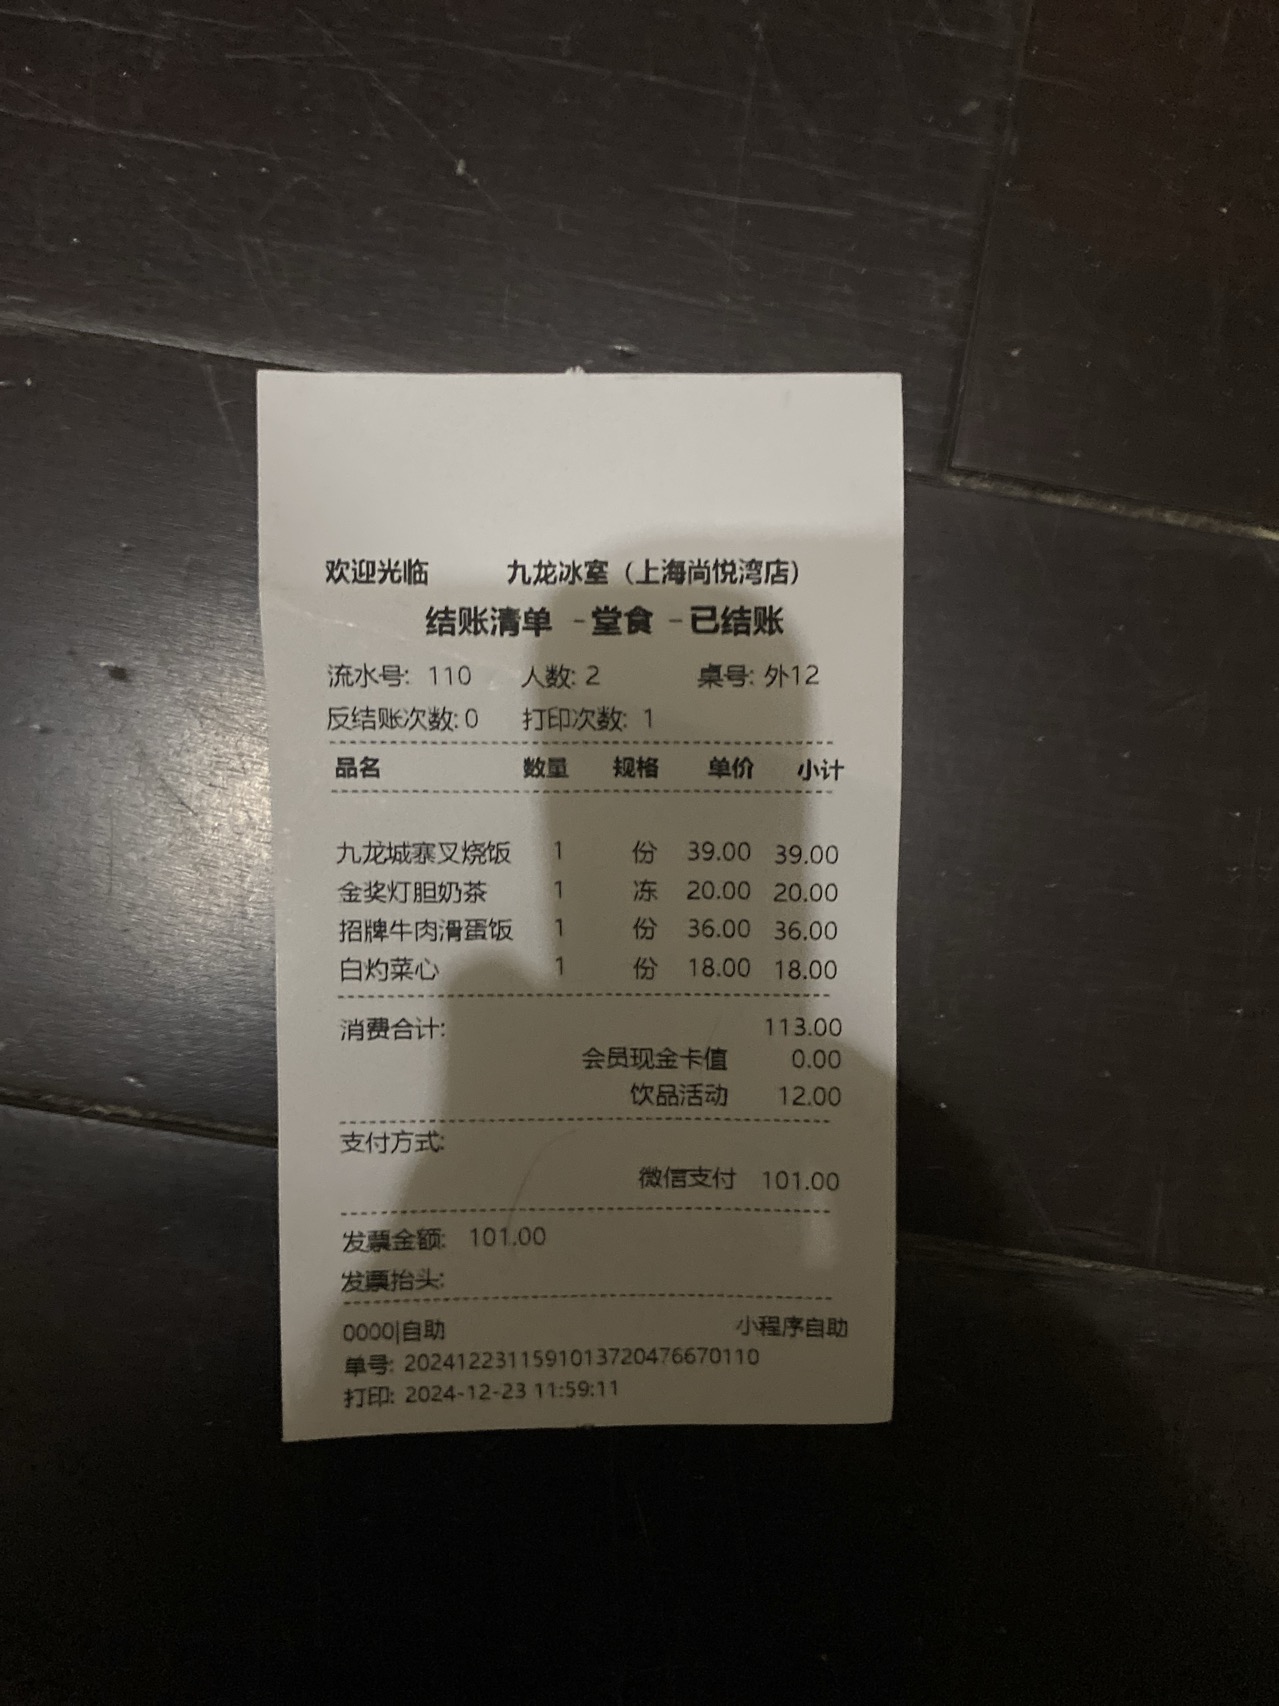 欢迎光临 九龙冰室（上海尚悦湾店）
结账清单 -堂食 -已结账
流水号: 110 人数: 2 桌号: 外12
反结账次数: 0 打印次数: 1
品名 数量 规格 单价 小计
九龙城寨叉烧饭 1 份 39.00 39.00
金奖灯胆奶茶 1 冻 20.00 20.00
招牌牛肉滑蛋饭 1 份 36.00 36.00
白灼菜心 1 份 18.00 18.00
消费合计: 113.00
会员现金卡值 0.00
饮品活动 12.00
支付方式:
微信支付 101.00
发票金额: 101.00
发票抬头:
0000|自助 小程序自助
单号: 20241223115910137204766​70110
打印: 2024-12-23 11:59:11